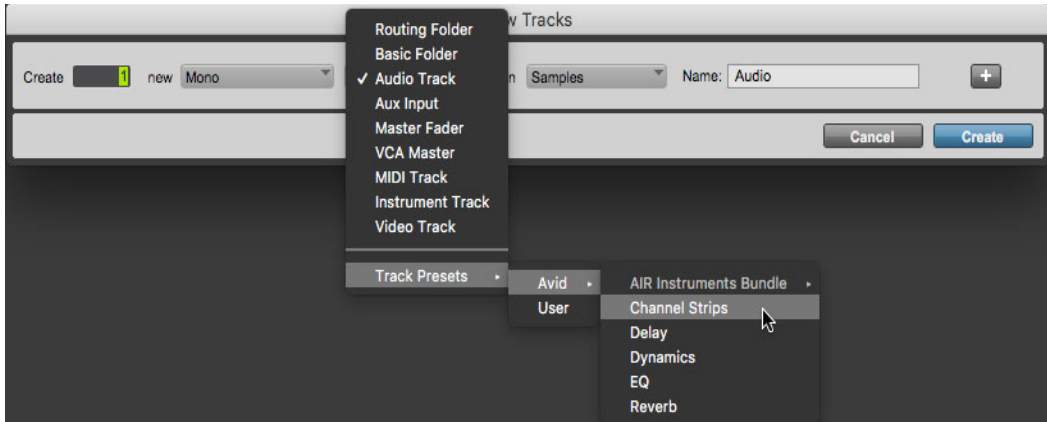 w Tracks
Create 1 new Mono n Samples Name: Audio +
Cancel Create
Routing Folder
Basic Folder
✓ Audio Track
Aux Input
Master Fader
VCA Master
MIDI Track
Instrument Track
Video Track
Track Presets
Avid
User
AIR Instruments Bundle
Channel Strips
Delay
Dynamics
EQ
Reverb